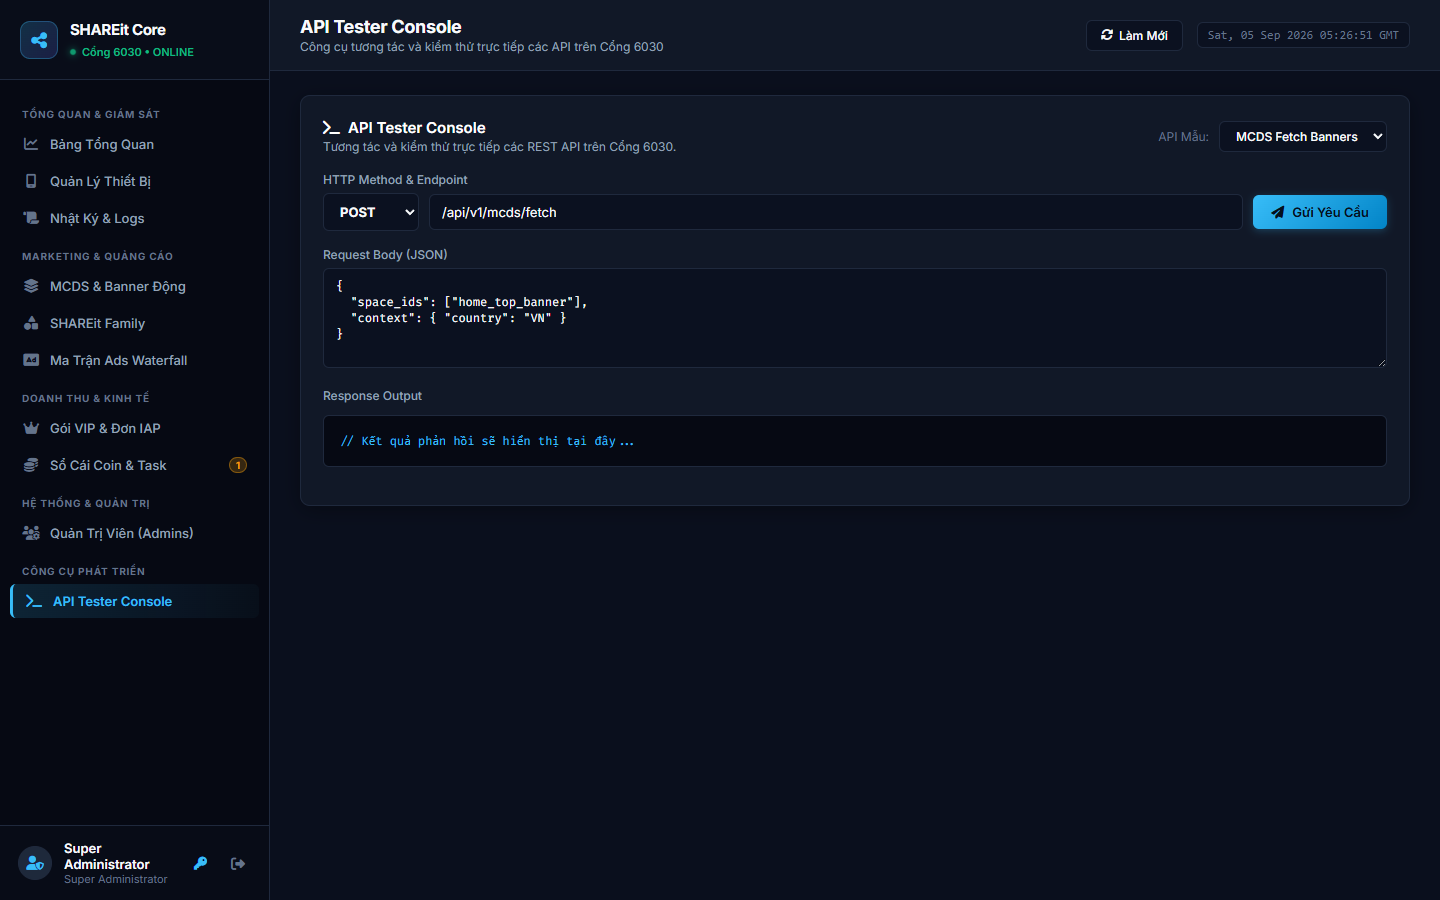 SHAREit Core
Cổng 6030 • ONLINE
TỔNG QUAN & GIÁM SÁT
Bảng Tổng Quan
Quản Lý Thiết Bị
Nhật Ký & Logs
MARKETING & QUẢNG CÁO
MCDS & Banner Động
SHAREit Family
Ad
Ma Trận Ads Waterfall
DOANH THU & KINH TẾ
Gói VIP & Đơn IAP
Sổ Cái Coin & Task
1
HỆ THỐNG & QUẢN TRỊ
Quản Trị Viên (Admins)
CÔNG CỤ PHÁT TRIỂN
API Tester Console
Super
Administrator
Super Administrator
API Tester Console
Công cụ tương tác và kiểm thử trực tiếp các API trên Cổng 6030
Làm Mới
Sat, 05 Sep 2026 05:26:51 GMT
API Tester Console
Tương tác và kiểm thử trực tiếp các REST API trên Cổng 6030.
API Mẫu:
MCDS Fetch Banners
HTTP Method & Endpoint
POST
/api/v1/mcds/fetch
Gửi Yêu Cầu
Request Body (JSON)
{
"space_ids": ["home_top_banner"],
"context": { "country": "VN" }
}
Response Output
// Kết quả phản hồi sẽ hiển thị tại đây...